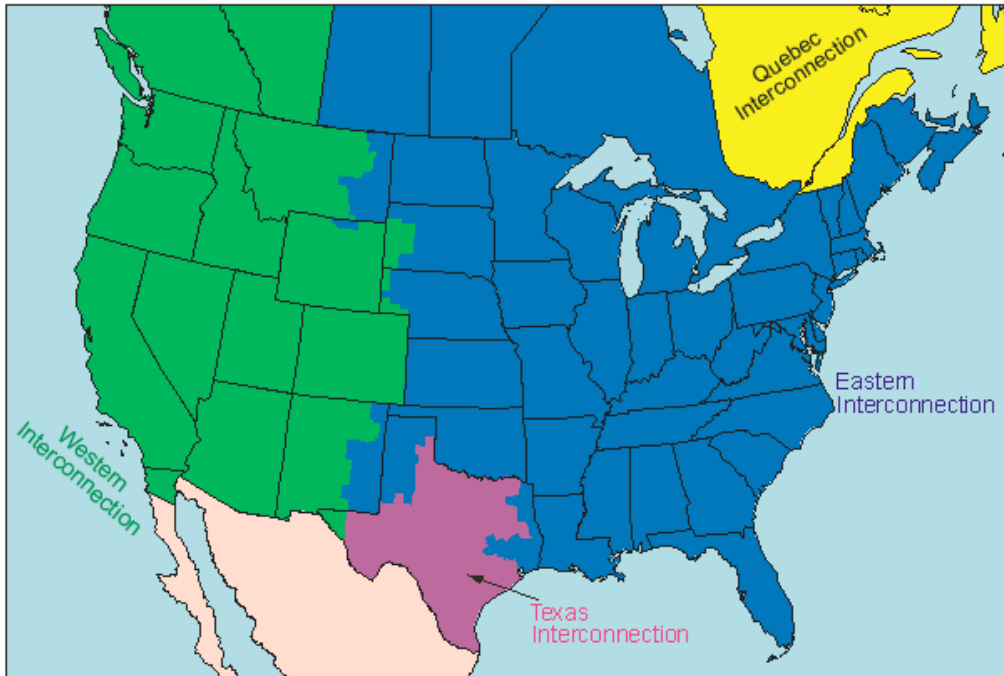 Quebec
Interconnection
Eastern
Interconnection
Western
Interconnection
Texas
Interconnection